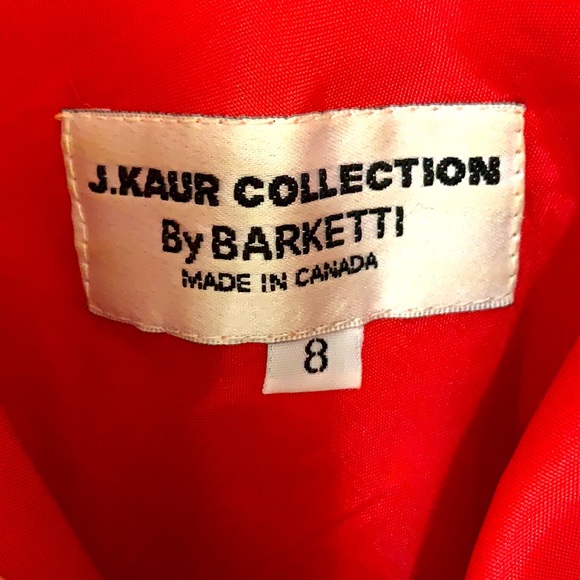 J.KAUR COLLECTION
By BARKETTI
MADE IN CANADA
8